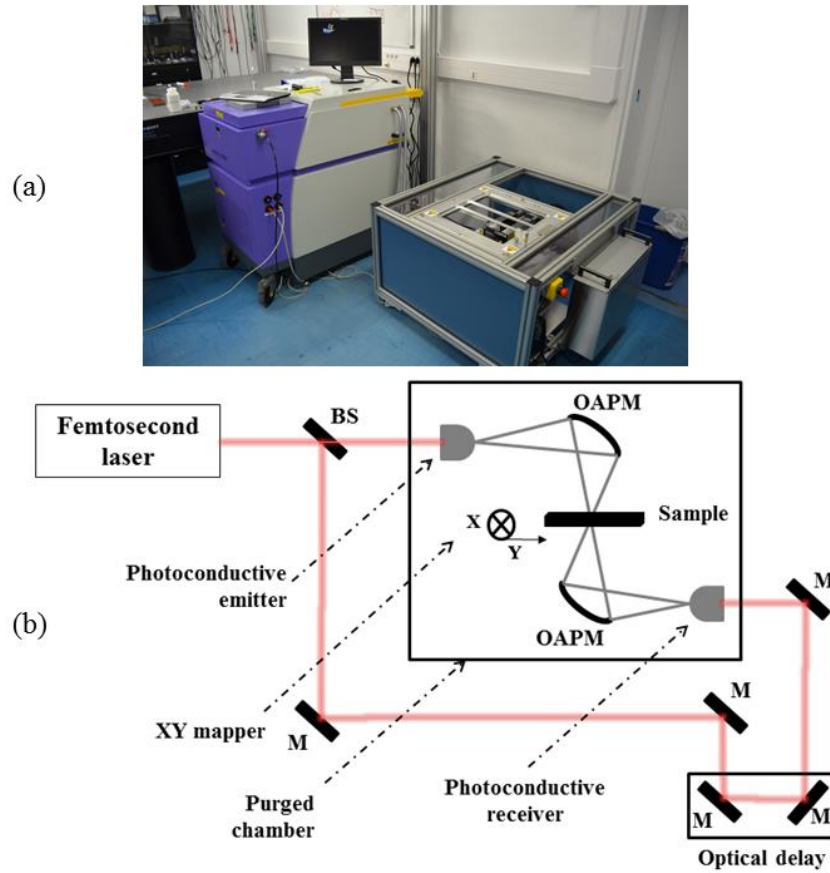 (a)
BS
OAPM
Femtosecond
laser
Sample
X
Y
Photoconductive
emitter
M
(b)
OAPM
M
XY mapper
M
Photoconductive
receiver
Purged
chamber
M
M
Optical delay